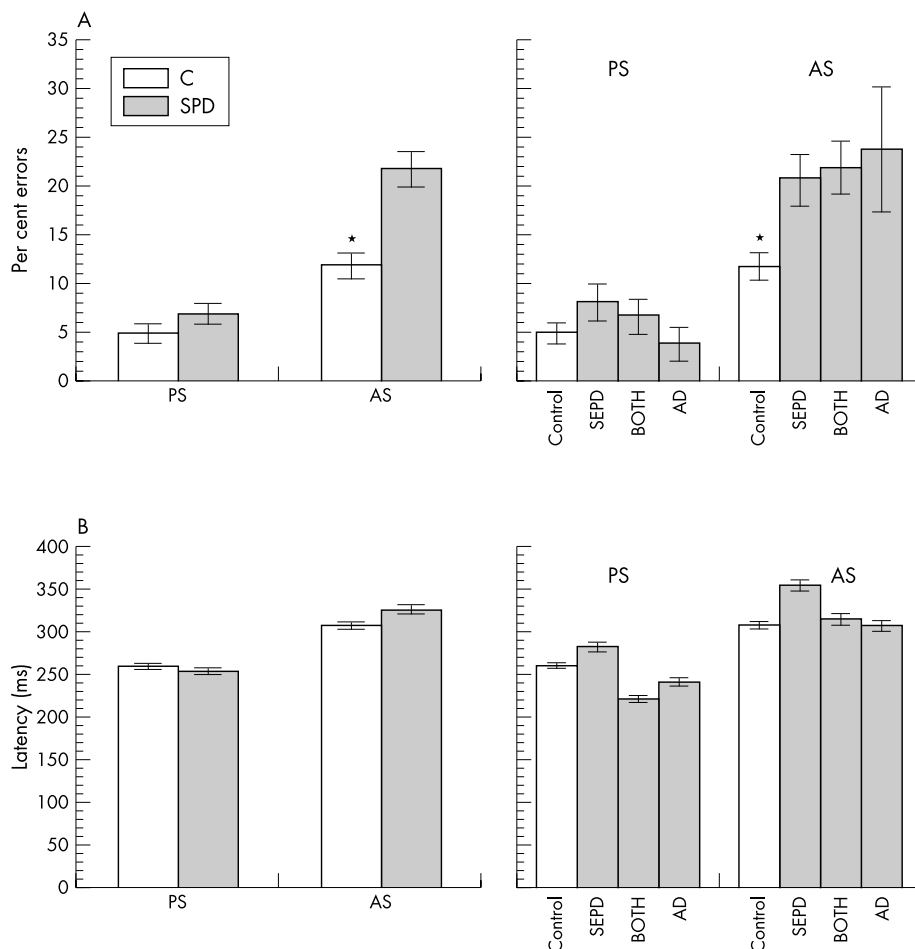 A
35
30
25
20
15
10
5
0
Per cent errors
C
SPD
★
PS
AS
PS
AS
★
Control
SEPD
BOTH
AD
Control
SEPD
BOTH
AD
B
400
350
300
250
200
150
100
50
0
Latency (ms)
PS
AS
PS
AS
Control
SEPD
BOTH
AD
Control
SEPD
BOTH
AD